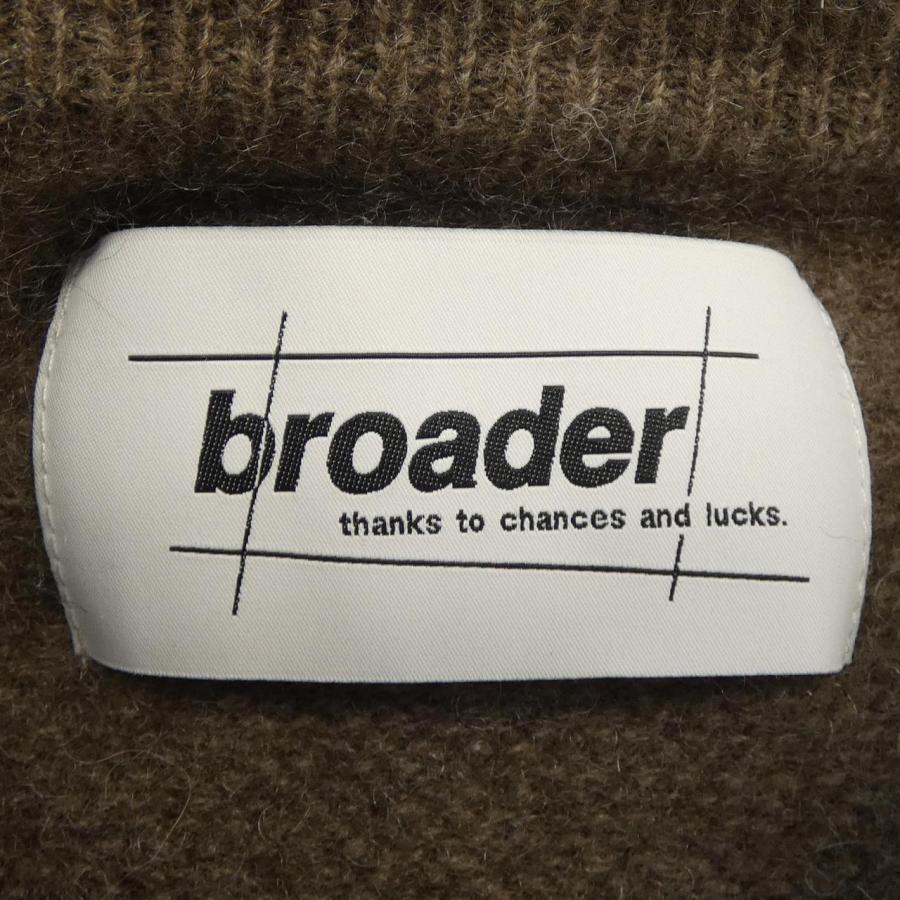 broader
thanks to chances and lucks.